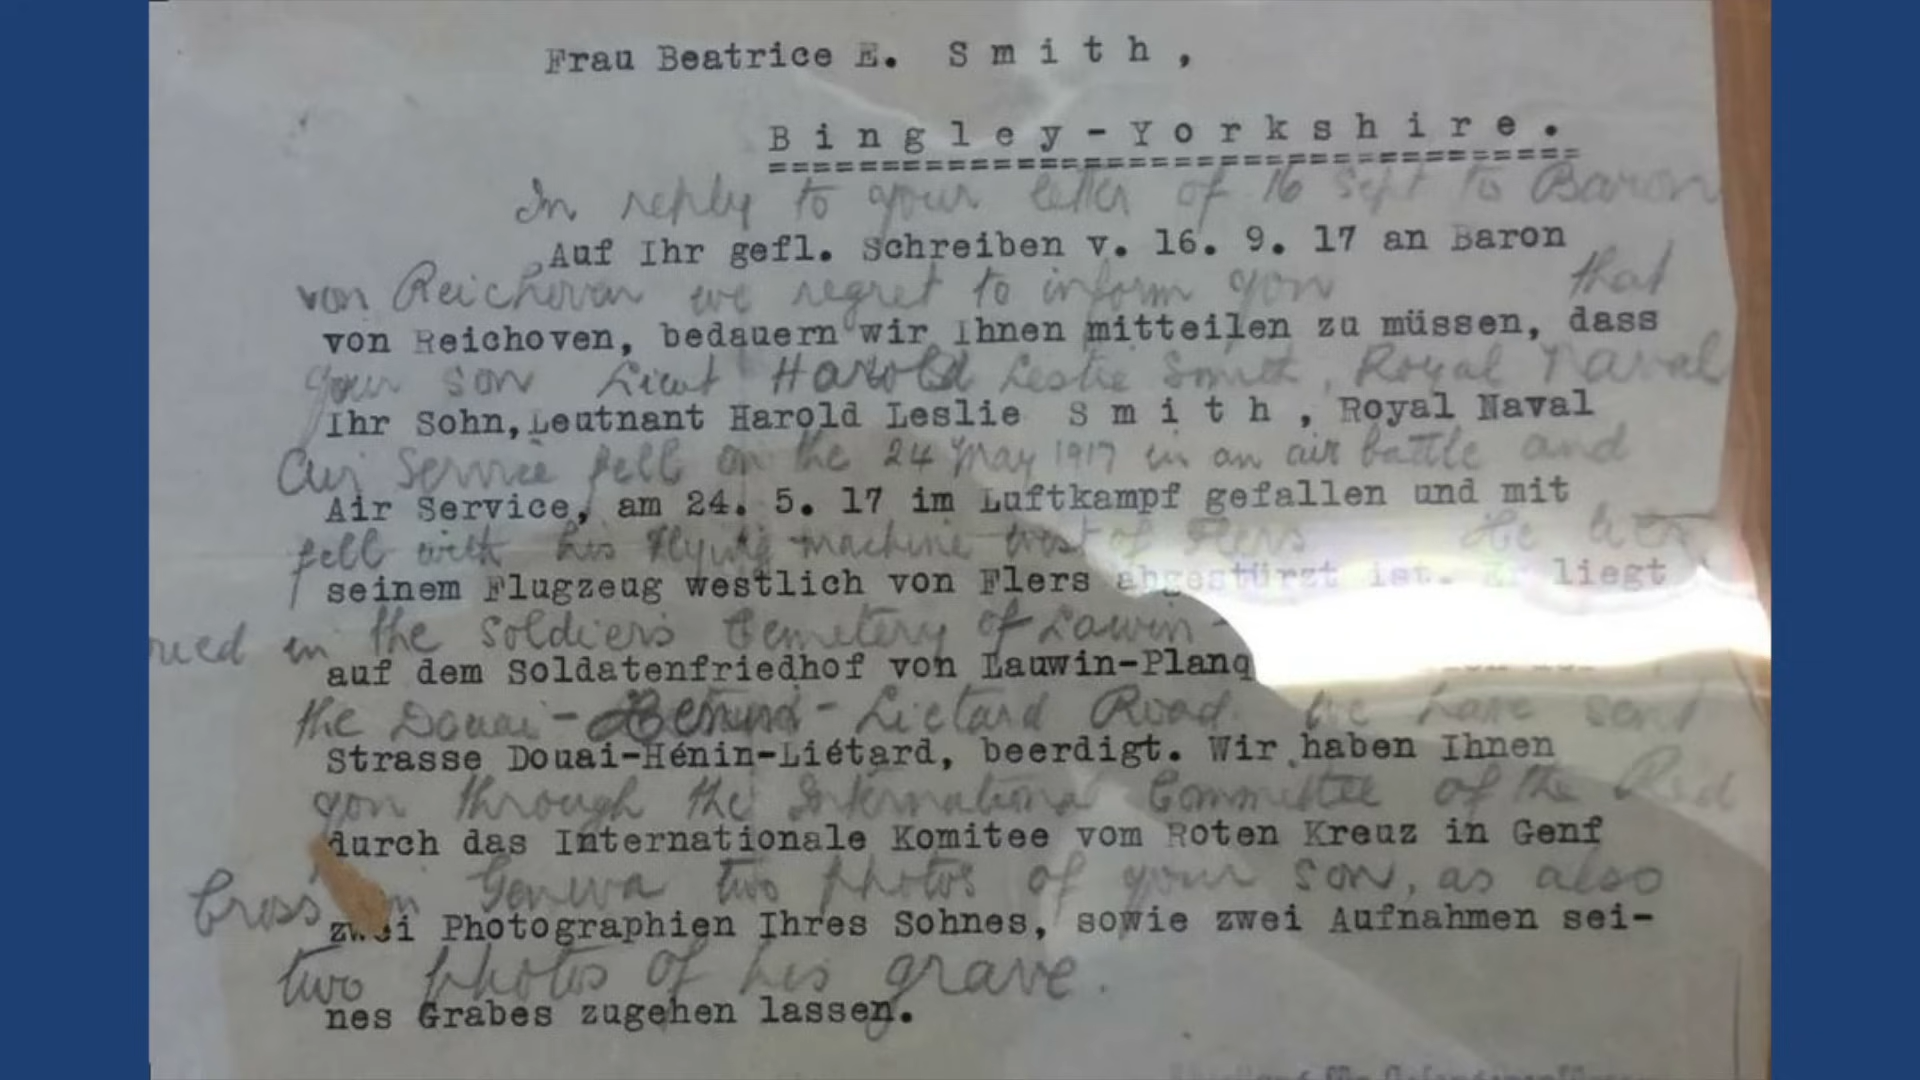 Frau Beatrice E. Smith,
Bingley-Yorkshire.
In reply to your letter of 16 Sept to Baron
Auf Ihr gefl. Schreiben v. 16. 9. 17 an Baron
von Reichoven we regret to inform you that
von Reichoven, bedauern wir Ihnen mitteilen zu müssen, dass
your son Lieut Harold Leslie Smith, Royal Naval
Ihr Sohn, Leutnant Harold Leslie Smith, Royal Naval
Air Service fell on the 24 May 1917 in an air battle and
Air Service, am 24. 5. 17 im Luftkampf gefallen und mit
fell with his flying machine west of Flers He
seinem Flugzeug westlich von Flers abgestürzt ist. Er liegt
ried in the Soldiers Cemetery of Lauwin-
auf dem Soldatenfriedhof von Lauwin-Planq
the Douai- -Lietard Road. We have sent
Strasse Douai-Hénin-Liétard, beerdigt. Wir haben Ihnen
you through the International Committee of the Red
durch das Internationale Komitee vom Roten Kreuz in Genf
Cross in Geneva two photos of your son, as also
zwei Photographien Ihres Sohnes, sowie zwei Aufnahmen sei-
two photos of his grave.
nes Grabes zugehen lassen.